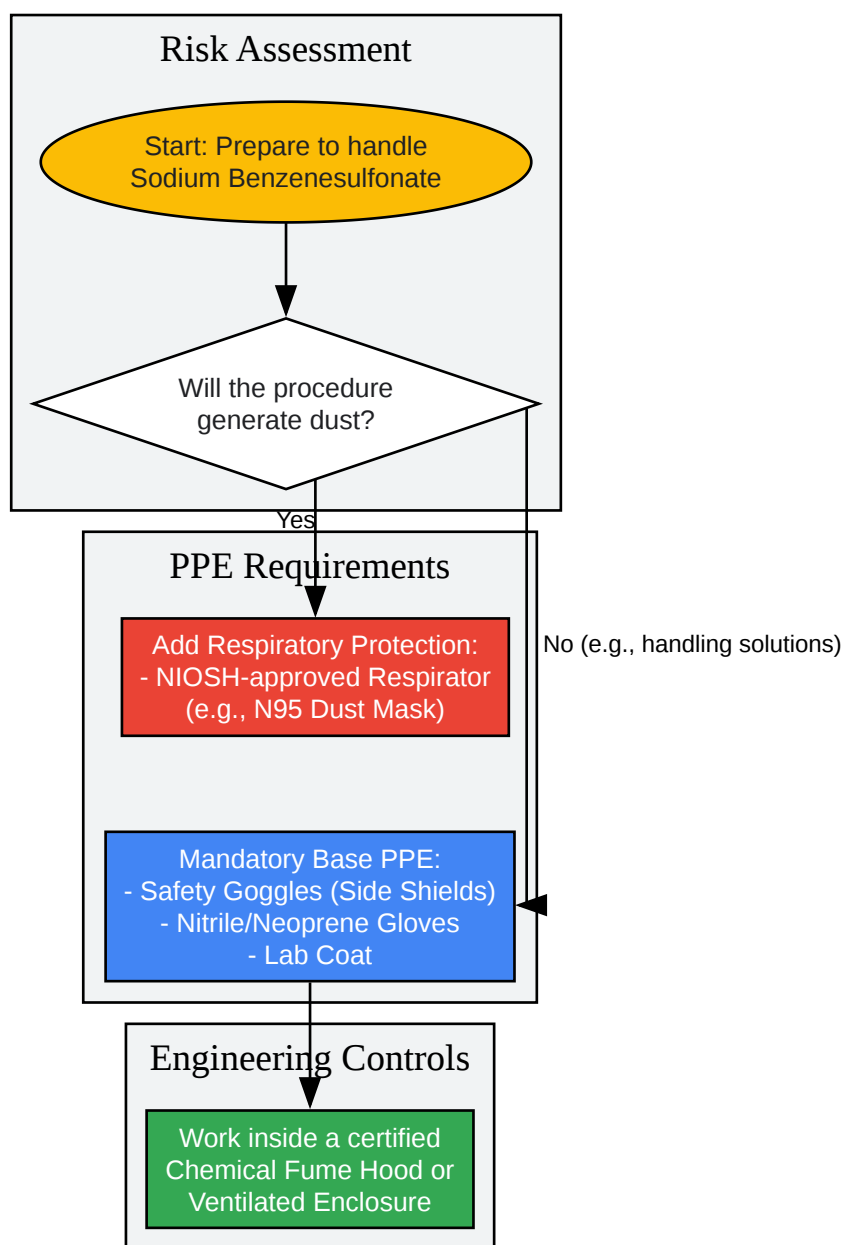 Risk Assessment
Start: Prepare to handle
Sodium Benzenesulfonate
Will the procedure
generate dust?
Yes
PPE Requirements
Add Respiratory Protection:
- NIOSH-approved Respirator
(e.g., N95 Dust Mask)
No (e.g., handling solutions)
Mandatory Base PPE:
- Safety Goggles (Side Shields)
- Nitrile/Neoprene Gloves
- Lab Coat
Engineering Controls
Work inside a certified
Chemical Fume Hood or
Ventilated Enclosure